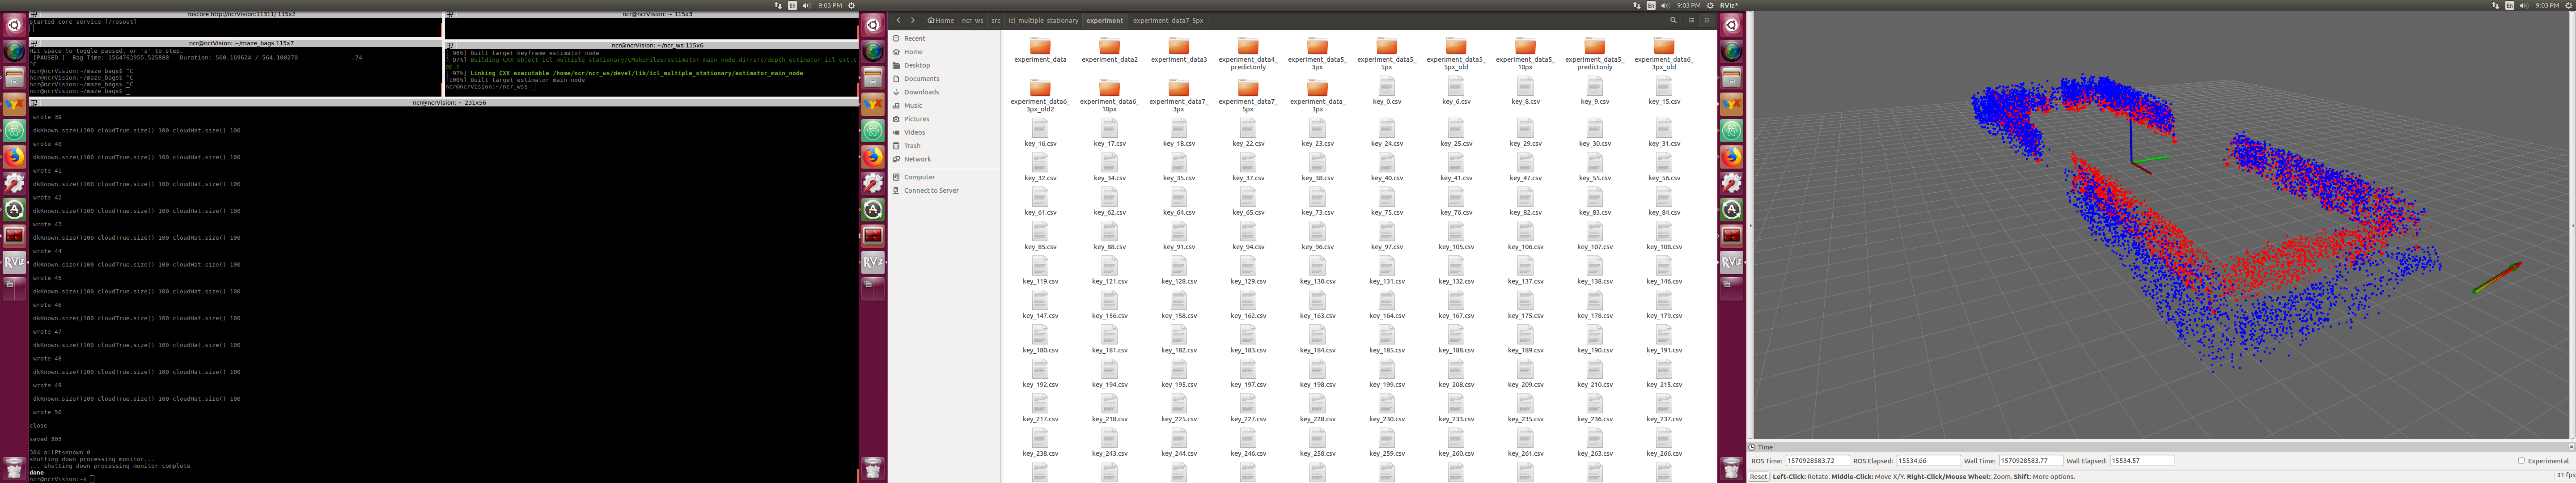 En 9:03 PM
roscore http://ncrVision:11311/ 115x2
started core service [/rosout]
ncr@ncrVision: ~ 115x3
ncr@ncrVision: ~/maze_bags 115x7
Hit space to toggle paused, or 's' to step.
[PAUSED ] Bag Time: 1564763955.525888 Duration: 560.169624 / 564.100270 .74
^C
ncr@ncrVision:~/maze_bags$ ^C
ncr@ncrVision:~/maze_bags$ ^C
ncr@ncrVision:~/maze_bags$ ^C
ncr@ncrVision:~/maze_bags$
ncr@ncrVision: ~/ncr_ws 115x6
[ 96%] Built target keyframe_estimator_node
[ 97%] Building CXX object icl_multiple_stationary/CMakeFiles/estimator_main_node.dir/src/depth_estimator_icl_ext.c
pp.o
[ 97%] Linking CXX executable /home/ncr/ncr_ws/devel/lib/icl_multiple_stationary/estimator_main_node
[100%] Built target estimator_main_node
ncr@ncrVision:~/ncr_ws$
ncr@ncrVision: ~ 231x56
wrote 39
dkKnown.size()100 cloudTrue.size() 100 cloudHat.size() 100
wrote 40
dkKnown.size()100 cloudTrue.size() 100 cloudHat.size() 100
wrote 41
dkKnown.size()100 cloudTrue.size() 100 cloudHat.size() 100
wrote 42
dkKnown.size()100 cloudTrue.size() 100 cloudHat.size() 100
wrote 43
dkKnown.size()100 cloudTrue.size() 100 cloudHat.size() 100
wrote 44
dkKnown.size()100 cloudTrue.size() 100 cloudHat.size() 100
wrote 45
dkKnown.size()100 cloudTrue.size() 100 cloudHat.size() 100
wrote 46
dkKnown.size()100 cloudTrue.size() 100 cloudHat.size() 100
wrote 47
dkKnown.size()100 cloudTrue.size() 100 cloudHat.size() 100
wrote 48
dkKnown.size()100 cloudTrue.size() 100 cloudHat.size() 100
wrote 49
dkKnown.size()100 cloudTrue.size() 100 cloudHat.size() 100
wrote 50
close
saved 303
304 allPtsKnown 0
shutting down processing monitor...
... shutting down processing monitor complete
done
ncr@ncrVision:~$
En 9:03 PM
Home ncr_ws src icl_multiple_stationary experiment experiment_data7_5px
Recent
Home
Desktop
Documents
Downloads
Music
Pictures
Videos
Trash
Network
Computer
Connect to Server
experiment_data experiment_data2 experiment_data3 experiment_data4_predictonly experiment_data5_3px experiment_data5_5px experiment_data5_5px_old experiment_data5_10px experiment_data5_predictonly experiment_data6_3px_old
experiment_data6_old2 experiment_data6_10px experiment_data7_3px experiment_data7_5px experiment_data_3px key_0.csv key_6.csv key_8.csv key_9.csv key_15.csv
key_16.csv key_17.csv key_18.csv key_22.csv key_23.csv key_24.csv key_25.csv key_29.csv key_30.csv key_31.csv
key_32.csv key_34.csv key_35.csv key_37.csv key_38.csv key_40.csv key_41.csv key_47.csv key_55.csv key_56.csv
key_61.csv key_62.csv key_64.csv key_65.csv key_73.csv key_75.csv key_76.csv key_82.csv key_83.csv key_84.csv
key_85.csv key_88.csv key_91.csv key_94.csv key_96.csv key_97.csv key_105.csv key_106.csv key_107.csv key_108.csv
key_119.csv key_121.csv key_128.csv key_129.csv key_130.csv key_131.csv key_132.csv key_137.csv key_138.csv key_146.csv
key_147.csv key_156.csv key_158.csv key_162.csv key_163.csv key_164.csv key_167.csv key_175.csv key_178.csv key_179.csv
key_180.csv key_181.csv key_182.csv key_183.csv key_184.csv key_185.csv key_188.csv key_189.csv key_190.csv key_191.csv
key_192.csv key_194.csv key_195.csv key_197.csv key_198.csv key_199.csv key_208.csv key_209.csv key_210.csv key_215.csv
key_217.csv key_218.csv key_225.csv key_227.csv key_228.csv key_230.csv key_233.csv key_235.csv key_236.csv key_237.csv
key_238.csv key_243.csv key_244.csv key_246.csv key_258.csv key_259.csv key_260.csv key_261.csv key_263.csv key_266.csv
RViz*
En 9:03 PM
RViz
RViz
RViz
Time
ROS Time: 1570928583.72 ROS Elapsed: 15534.66 Wall Time: 1570928583.77 Wall Elapsed: 15534.57 Experimental
Reset Left-Click: Rotate. Middle-Click: Move X/Y. Right-Click/Mouse Wheel:: Zoom. Shift: More options. 31 fps